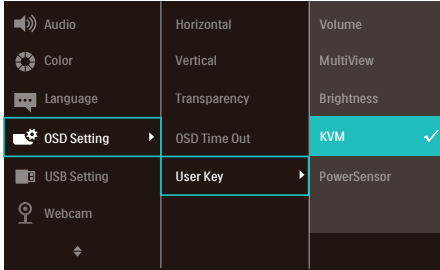 Audio
Color
Language
OSD Setting
USB Setting
Webcam
Horizontal
Vertical
Transparency
OSD Time Out
User Key
Volume
MultiView
Brightness
KVM
PowerSensor